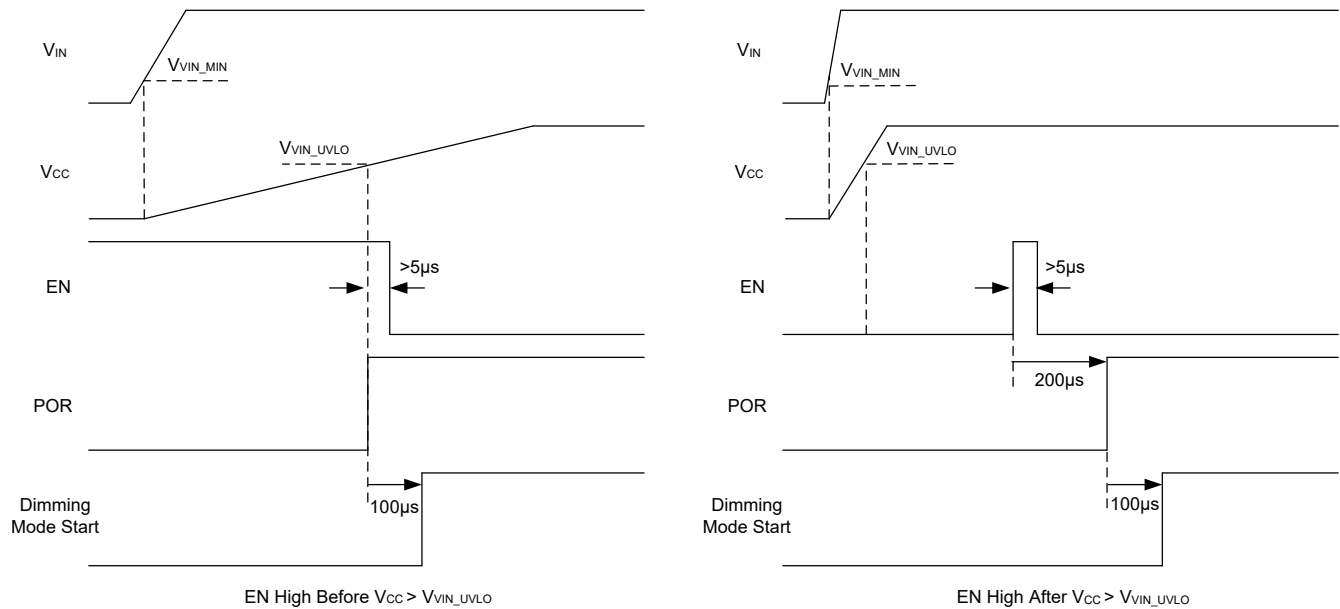 VIN
VVIN_MIN
VCC
VVIN_UVLO
EN
>5μs
POR
100μs
Dimming
Mode Start
EN High Before VCC > VVIN_UVLO
VIN
VVIN_MIN
VCC
VVIN_UVLO
EN
>5μs
200μs
POR
100μs
Dimming
Mode Start
EN High After VCC > VVIN_UVLO